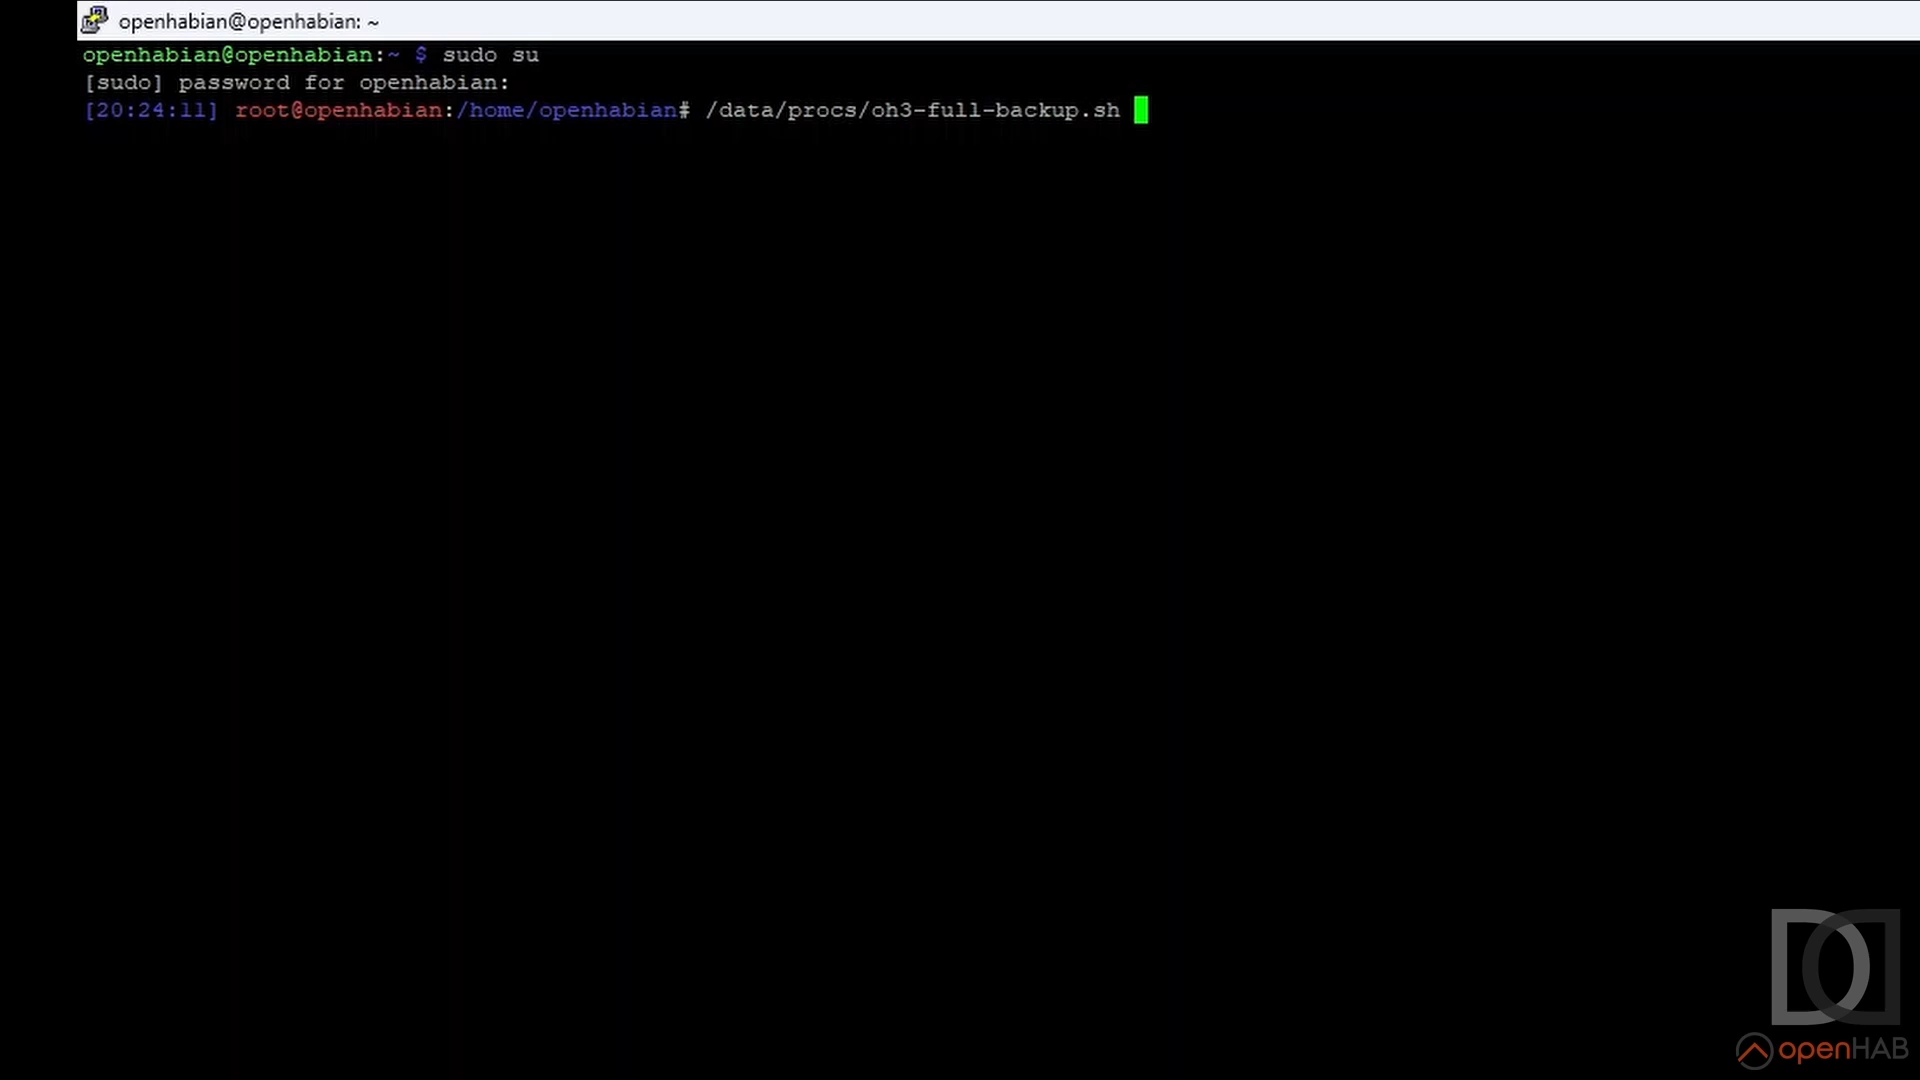 openhabian@openhabian: ~
openhabian@openhabian:~ $ sudo su
[sudo] password for openhabian:
[20:24:11] root@openhabian:/home/openhabian# /data/procs/oh3-full-backup.sh
openHAB